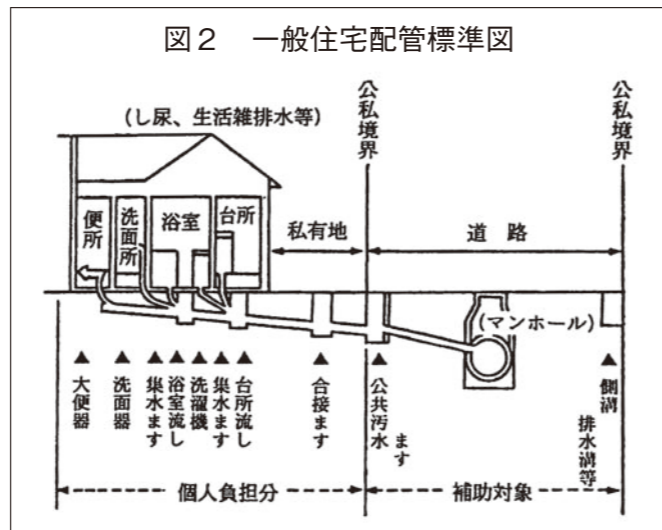 図２　一般住宅配管標準図
(し尿、生活雑排水等)
公私境界
公私境界
便所
洗面所
浴室
台所
私有地
道路
(マンホール)
▲大便器
▲洗面器
▲集水ます
▲浴室流し
▲洗濯機
▲集水ます
▲台所流し
▲合接ます
▲公共汚水ます
▲側溝
排水溝等
個人負担分
補助対象